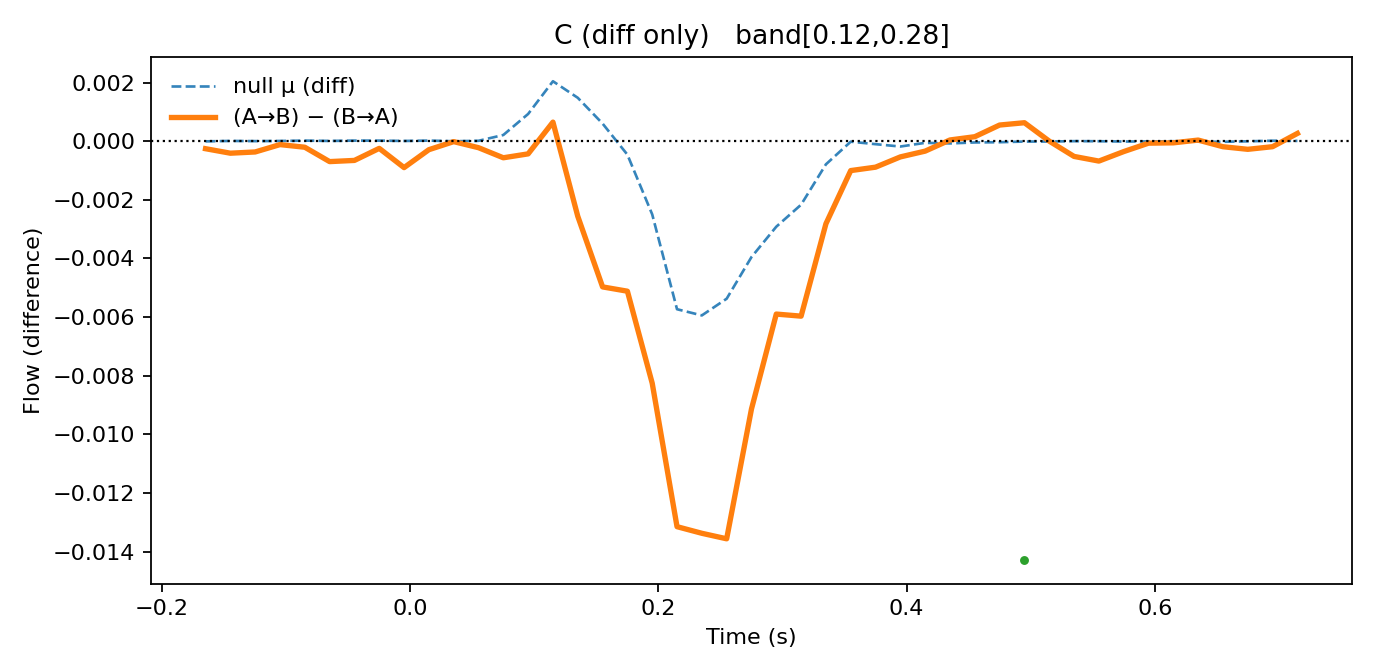 C (diff only)   band[0.12,0.28]
null μ (diff)
(A→B) − (B→A)
0.002
0.000
−0.002
−0.004
−0.006
−0.008
−0.010
−0.012
−0.014
Flow (difference)
−0.2
0.0
0.2
0.4
0.6
Time (s)